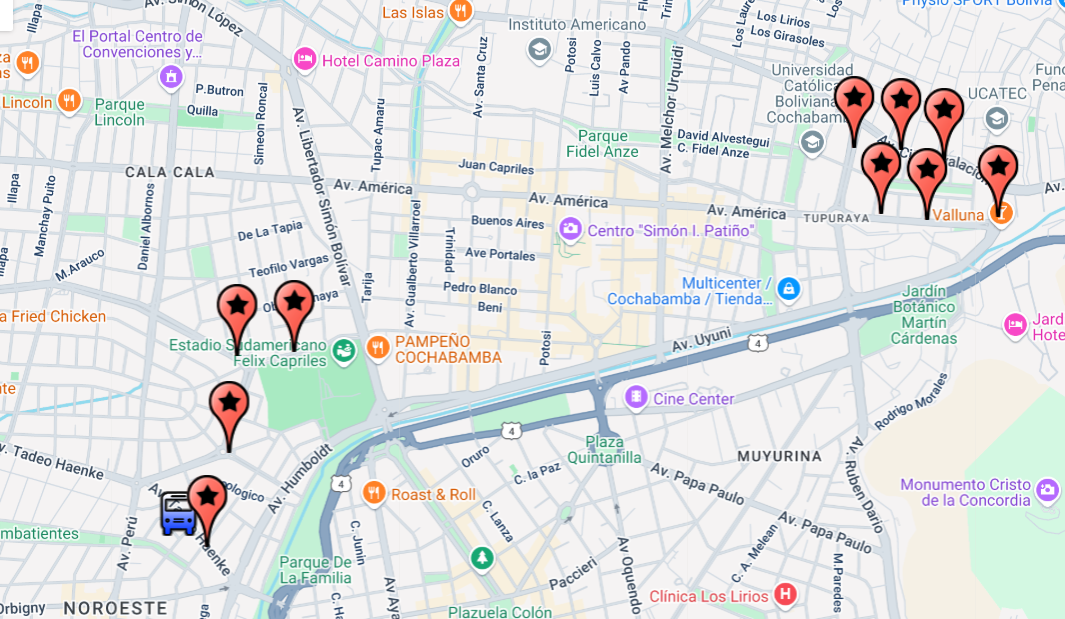 Illapa
Av. Simón López
Las Islas
Instituto Americano
Los Lirios
Los Girasoles
Physio SPORT Bolivia
El Portal Centro de
Convenciones y...
Hotel Camino Plaza
Av. Santa Cruz
Potosi
Luis Calvo
Av Pando
Av. Melchor Urquidi
Lincoln
Parque
Lincoln
P.Butron
Quilla
Simeon Roncal
Av. Libertador Simón Bolívar
Tupac Amaru
Universidad
Católica
Boliviana
Cochabamba
UCATEC
Parque
Fidel Anze
David Alvestegui
C. Fidel Anze
Juan Capriles
CALA CALA
Av. América
Av. América
Av. América
TUPURAYA
Valluna
Illapa
Manchay Puito
Daniel Albornos
De La Tapia
Av. Gualberto Villarroel
Trinidad
Buenos Aires
Centro "Simón I. Patiño"
Ave Portales
M.Arauco
Teofilo Vargas
Tarija
Pedro Blanco
Beni
Multicenter /
Cochabamba / Tienda...
Jardín
Botánico
Martín
Cárdenas
a Fried Chicken
Estadio Sudamericano
Felix Capriles
PAMPEÑO
COCHABAMBA
Potosi
Av. Uyuni
4
Cine Center
Rodrigo Morales
4
Av. Tadeo Haenke
Av. Humboldt
4
Oruro
C. la Paz
Plaza
Quintanilla
MUYURINA
Av. Papa Paulo
Av. Papa Paulo
Av. Ruben Dario
Monumento Cristo
de la Concordia
Roast & Roll
C. Lanza
C. Junin
Av. Perú
Haenke
Parque De
La Familia
Paccieri
Av. Oquendo
C. A. Melean
M.Paredes
Clínica Los Lirios
NOROESTE
Plazuela Colón